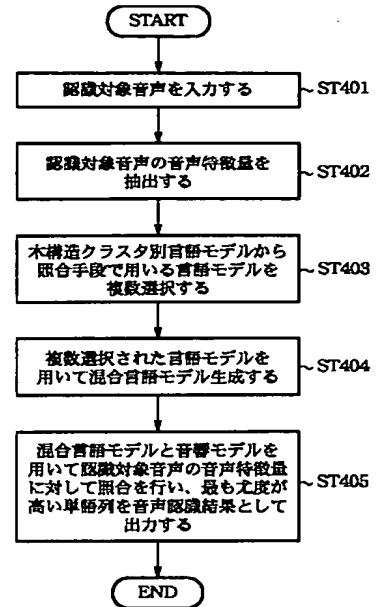 START
認識対象音声を入力する
~ST401
認識対象音声の音声特徴量を
抽出する
~ST402
木構造クラスタ別言語モデルから
照合手段で用いる言語モデルを
複数選択する
~ST403
複数選択された言語モデルを
用いて混合言語モデル生成する
~ST404
混合言語モデルと音響モデルを
用いて認識対象音声の音声特徴量
に対して照合を行い、最も尤度が
高い単語列を音声認識結果として
出力する
~ST405
END